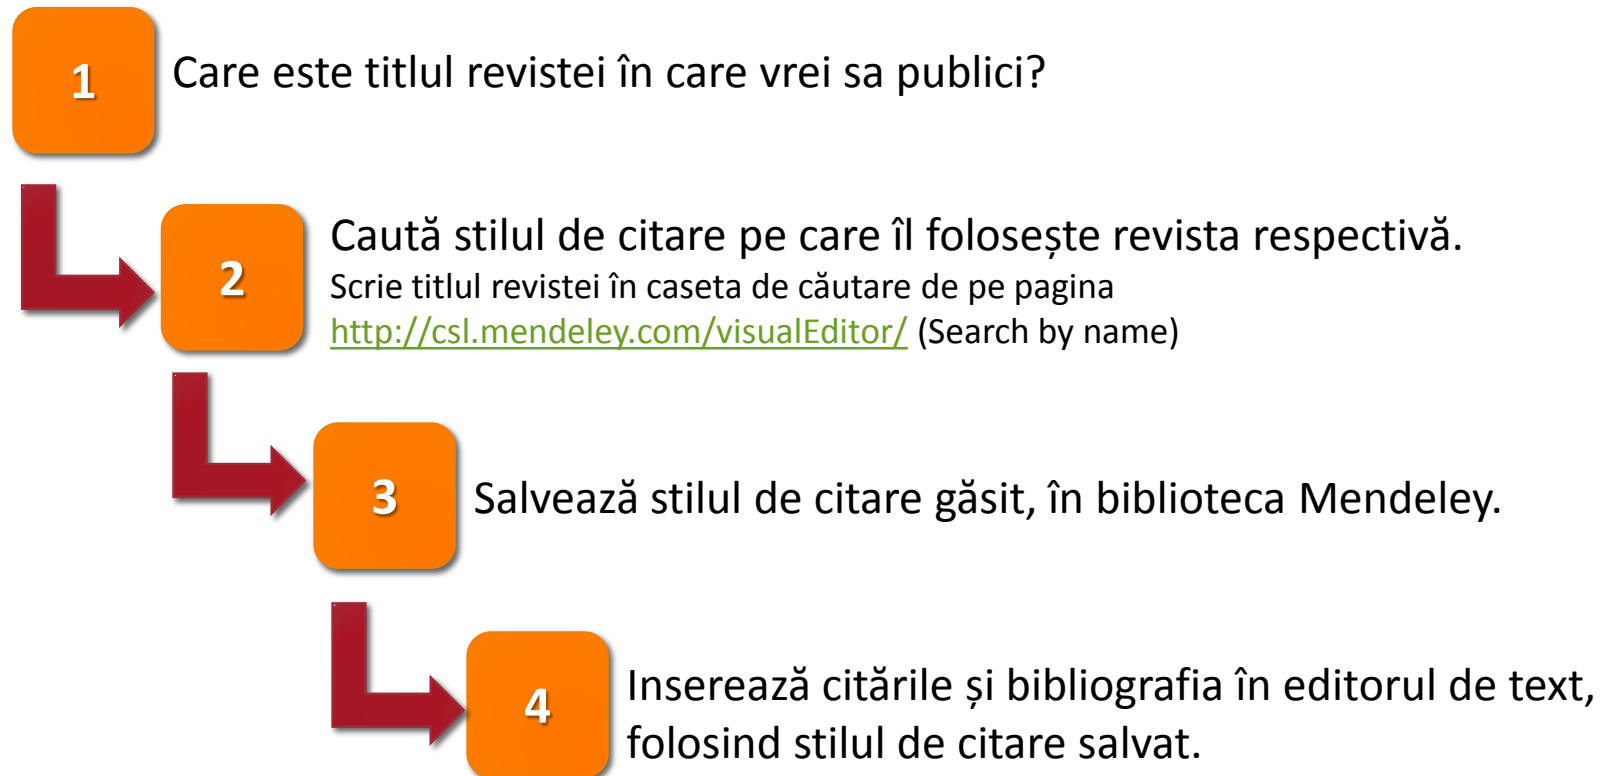 1
Care este titlul revistei în care vrei sa publici?
2
Caută stilul de citare pe care îl folosește revista respectivă.
Scrie titlul revistei în caseta de căutare de pe pagina
http://csl.mendeley.com/visualEditor/ (Search by name)
3
Salvează stilul de citare găsit, în biblioteca Mendeley.
4
Inserează citările și bibliografia în editorul de text,
folosind stilul de citare salvat.